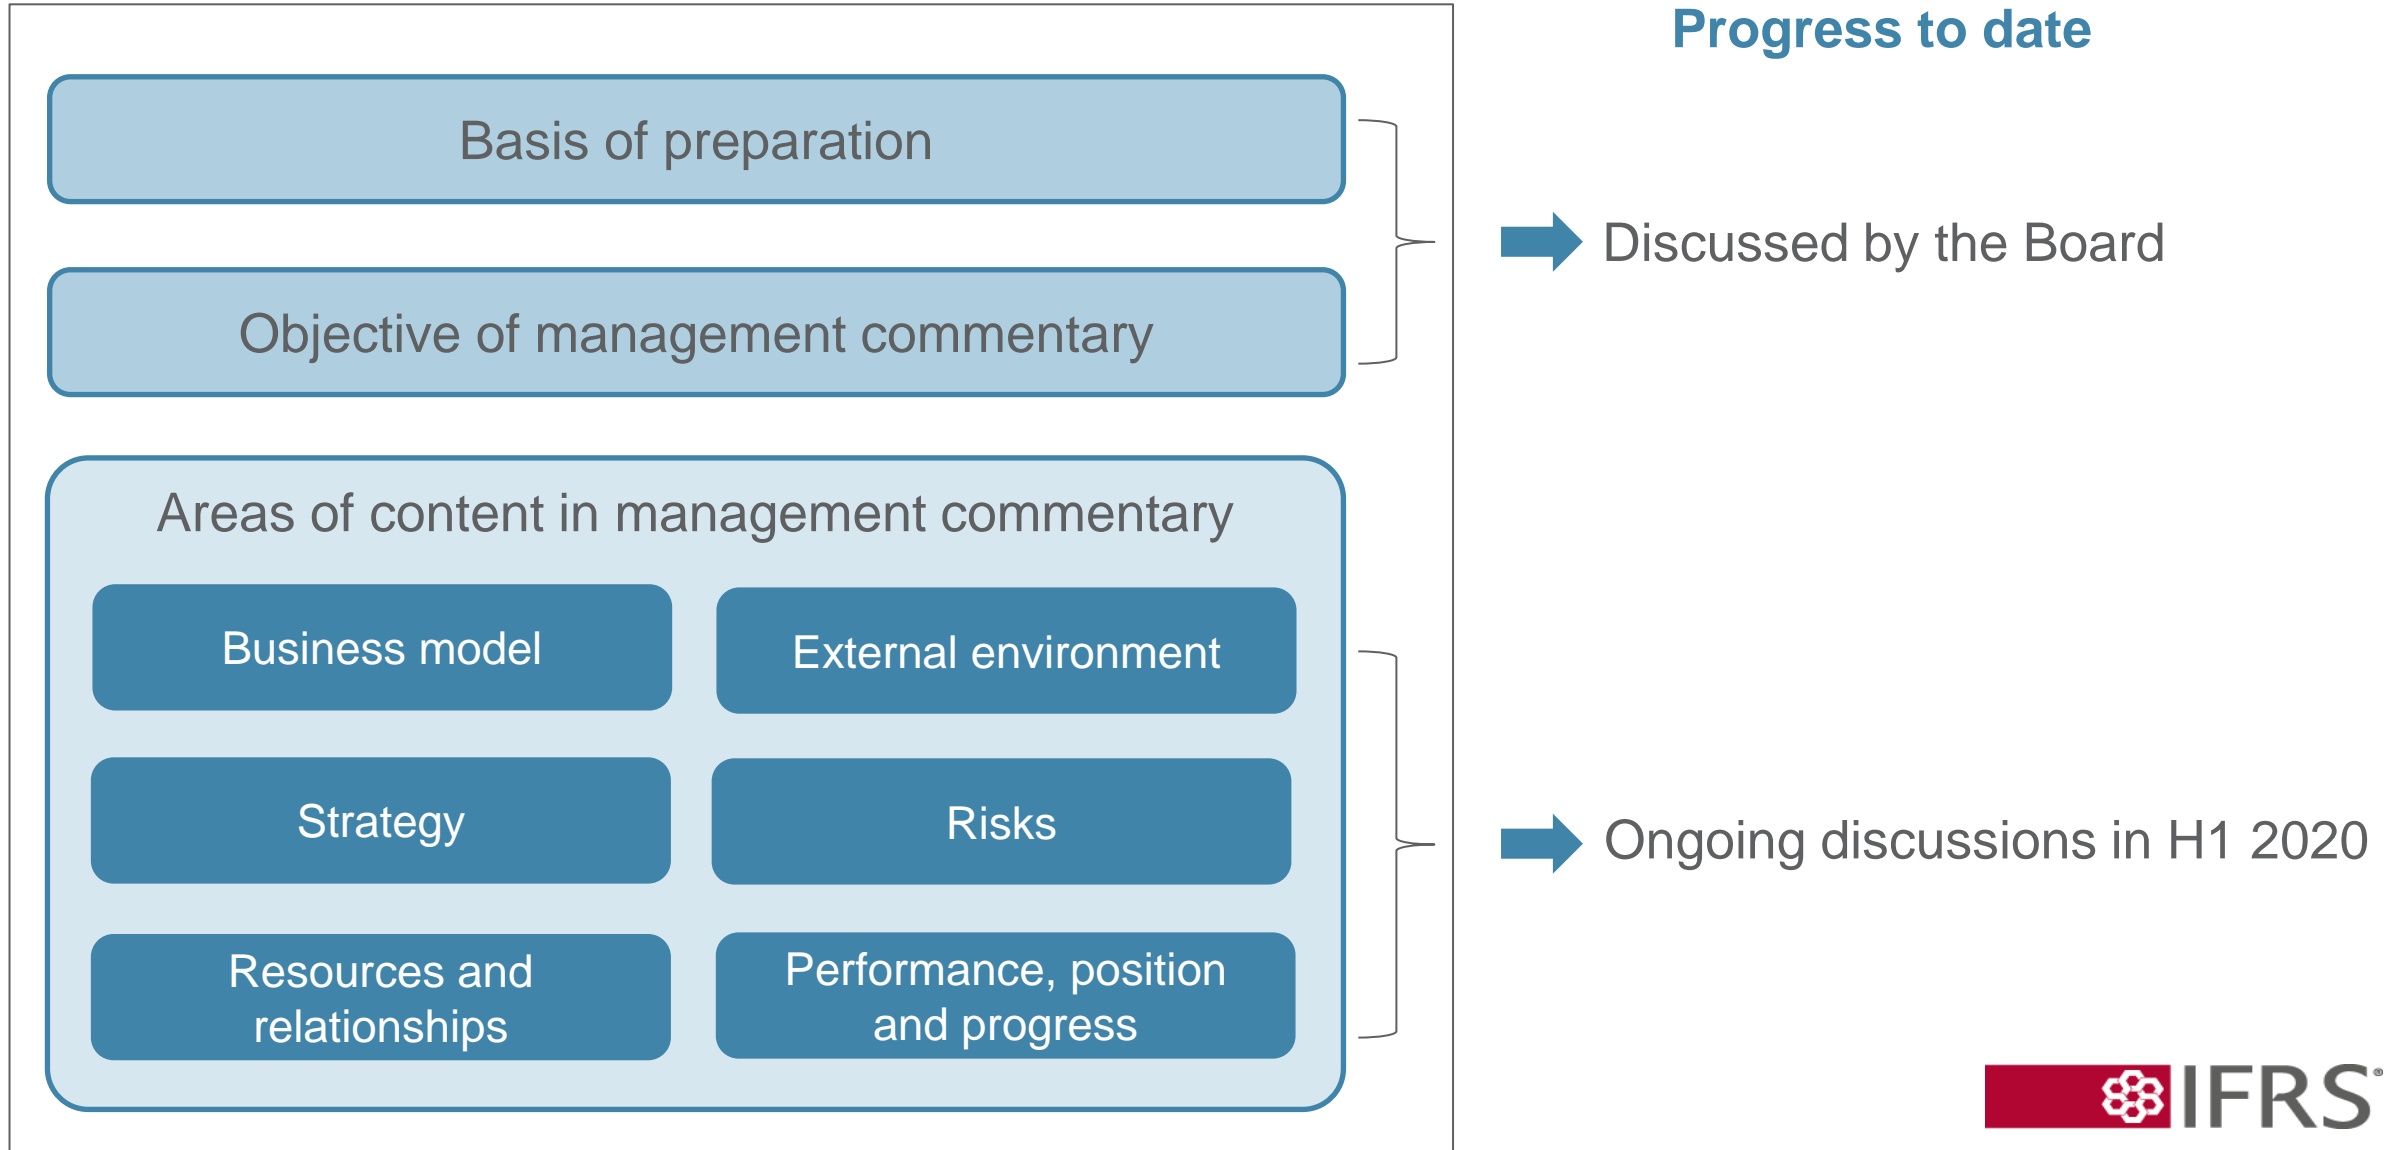 Progress to date
Basis of preparation
Discussed by the Board
Objective of management commentary
Areas of content in management commentary
Business model
External environment
Strategy
Risks
Ongoing discussions in H1 2020
Resources and
relationships
Performance, position
and progress
IFRS®